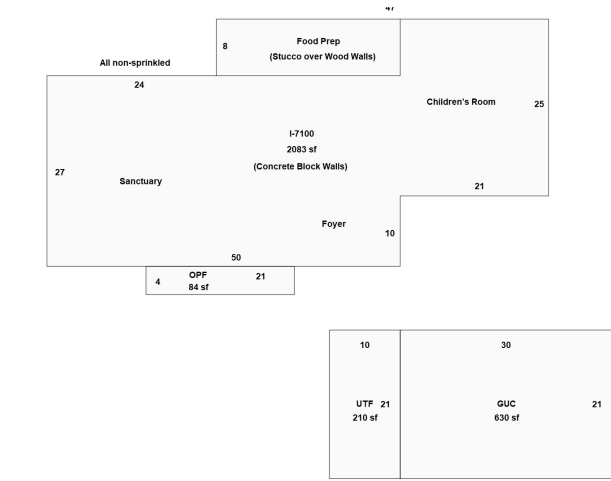 47
8
Food Prep
(Stucco over Wood Walls)
All non-sprinkled
24
Children's Room
25
I-7100
2083 sf
(Concrete Block Walls)
27
Sanctuary
21
Foyer
10
50
OPF
21
4
84 sf
10
30
UTF
21
210 sf
GUC
21
630 sf